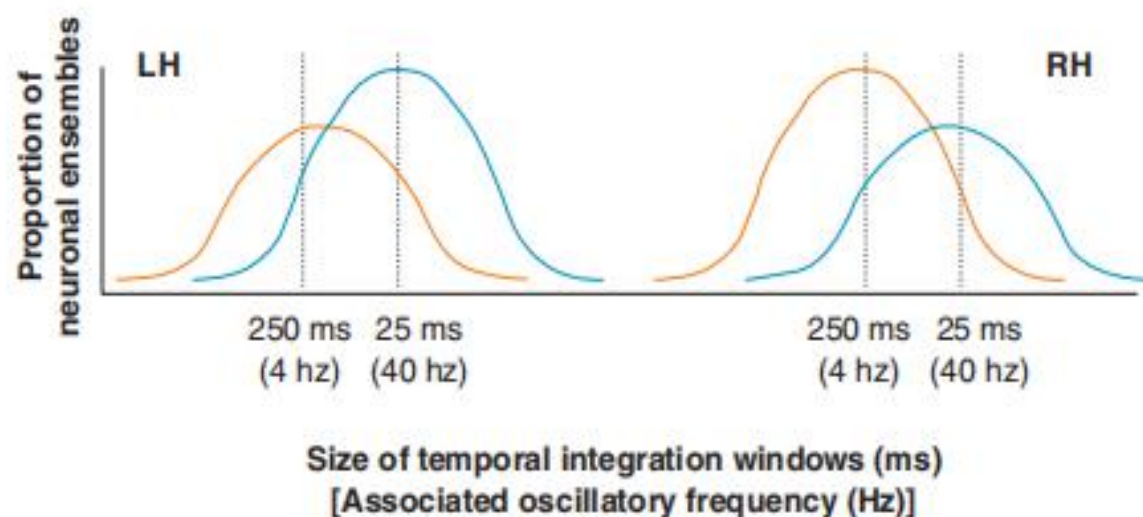 LH
RH
Proportion of
neuronal ensembles
250 ms 25 ms
(4 hz) (40 hz)
250 ms 25 ms
(4 hz) (40 hz)
Size of temporal integration windows (ms)
[Associated oscillatory frequency (Hz)]